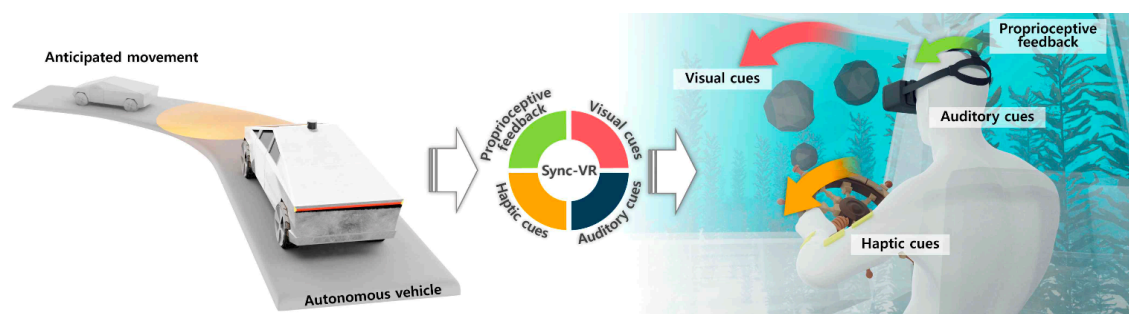 Anticipated movement
Autonomous vehicle
Proprioceptive
feedback
Visual cues
Sync-VR
Haptic cues
Auditory cues
Proprioceptive
feedback
Visual cues
Auditory cues
Haptic cues